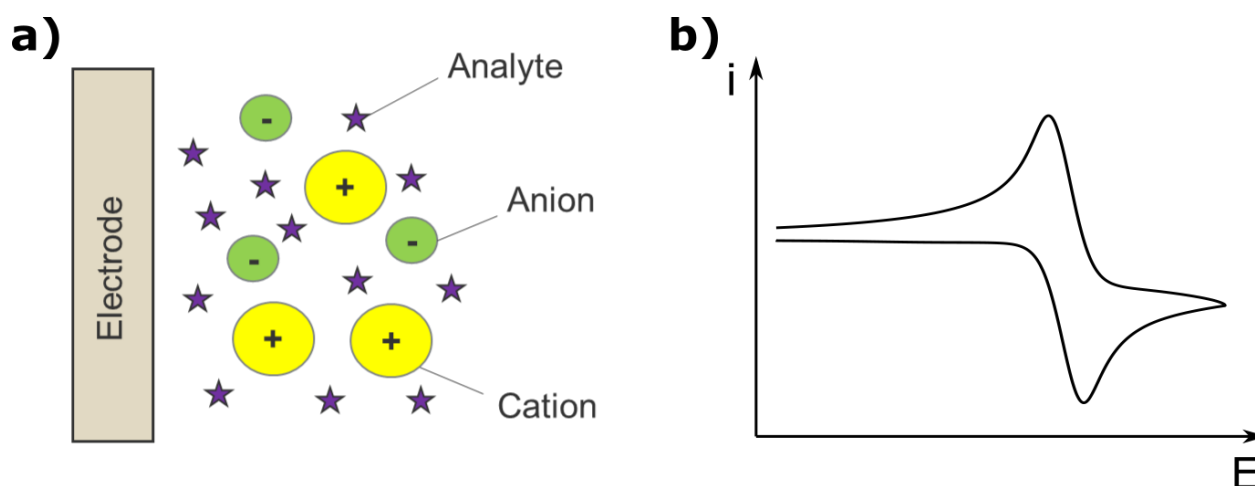 a)
Electrode
Analyte
Anion
Cation
-
-
-
+
+
+
b)
i
E